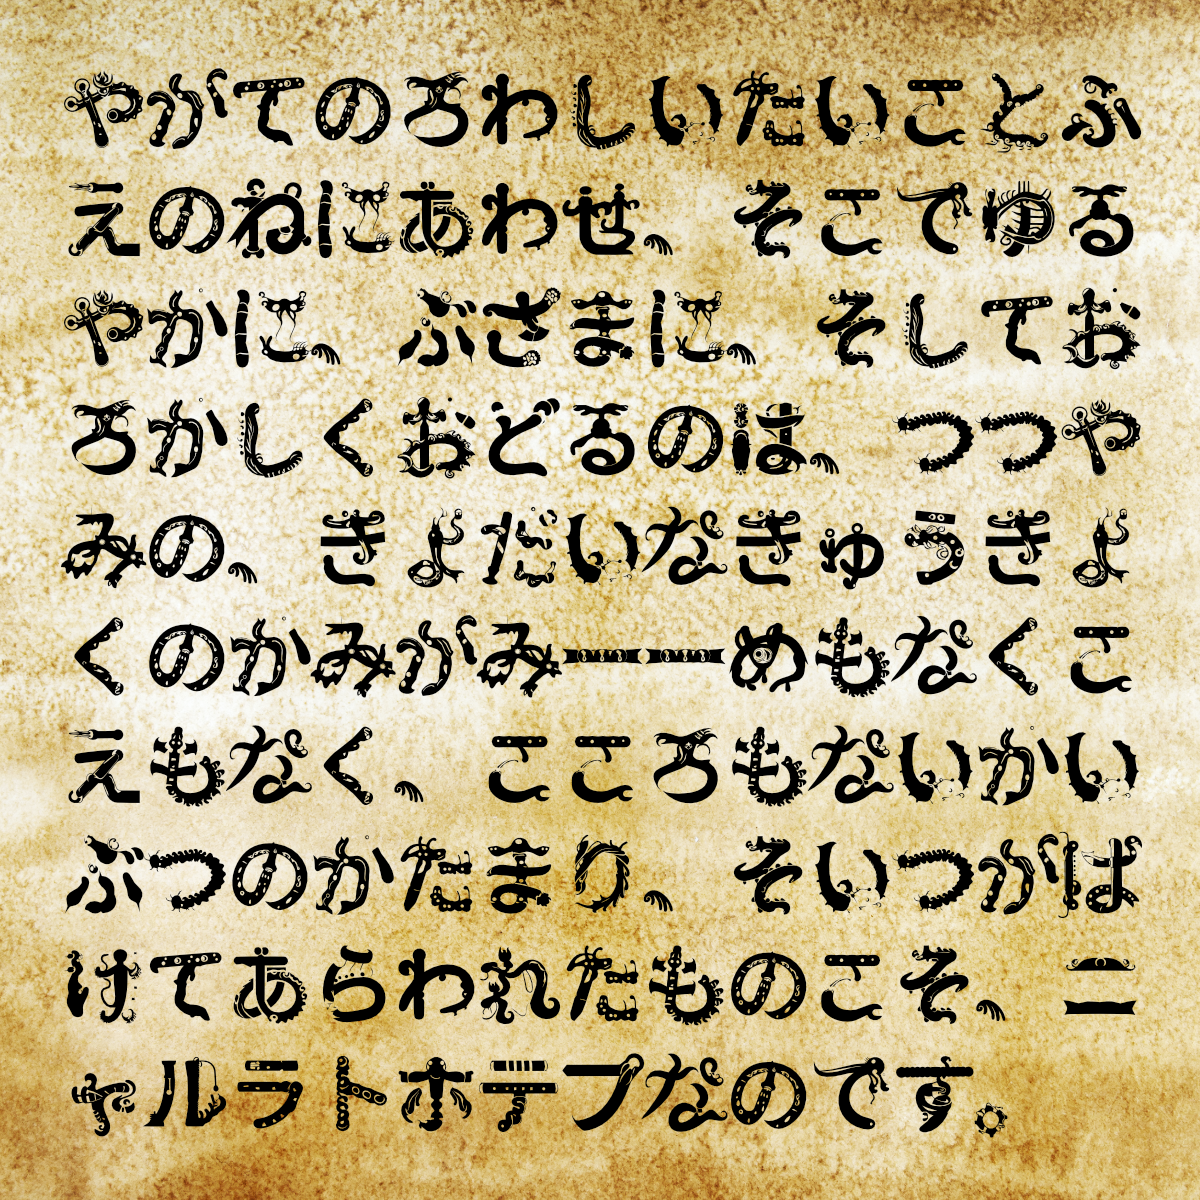 やがてのろわしいたいことふ
えのねにあわせ、そこでゆる
やかに、ぶざまに、そしてお
ろかしくおどるのは、つつや
みの、きよだいなきゅうきよ
くのかみがみ――めもなくこ
えもなく、こころもないかい
ぶつのかたまり、そいつがば
けてあらわれたものこそ、ニ
ャルラトホテプなのです。